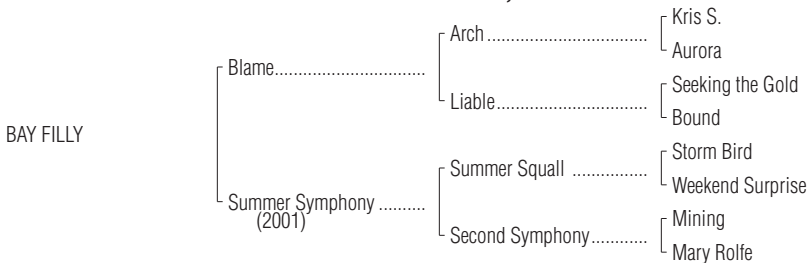 Kris S.
Arch ......................................
Aurora
Blame...............................
Seeking the Gold
Liable....................................
Bound
BAY FILLY
Storm Bird
Summer Squall ..................
Weekend Surprise
Summer Symphony ..........
(2001)
Mining
Second Symphony.............
Mary Rolfe